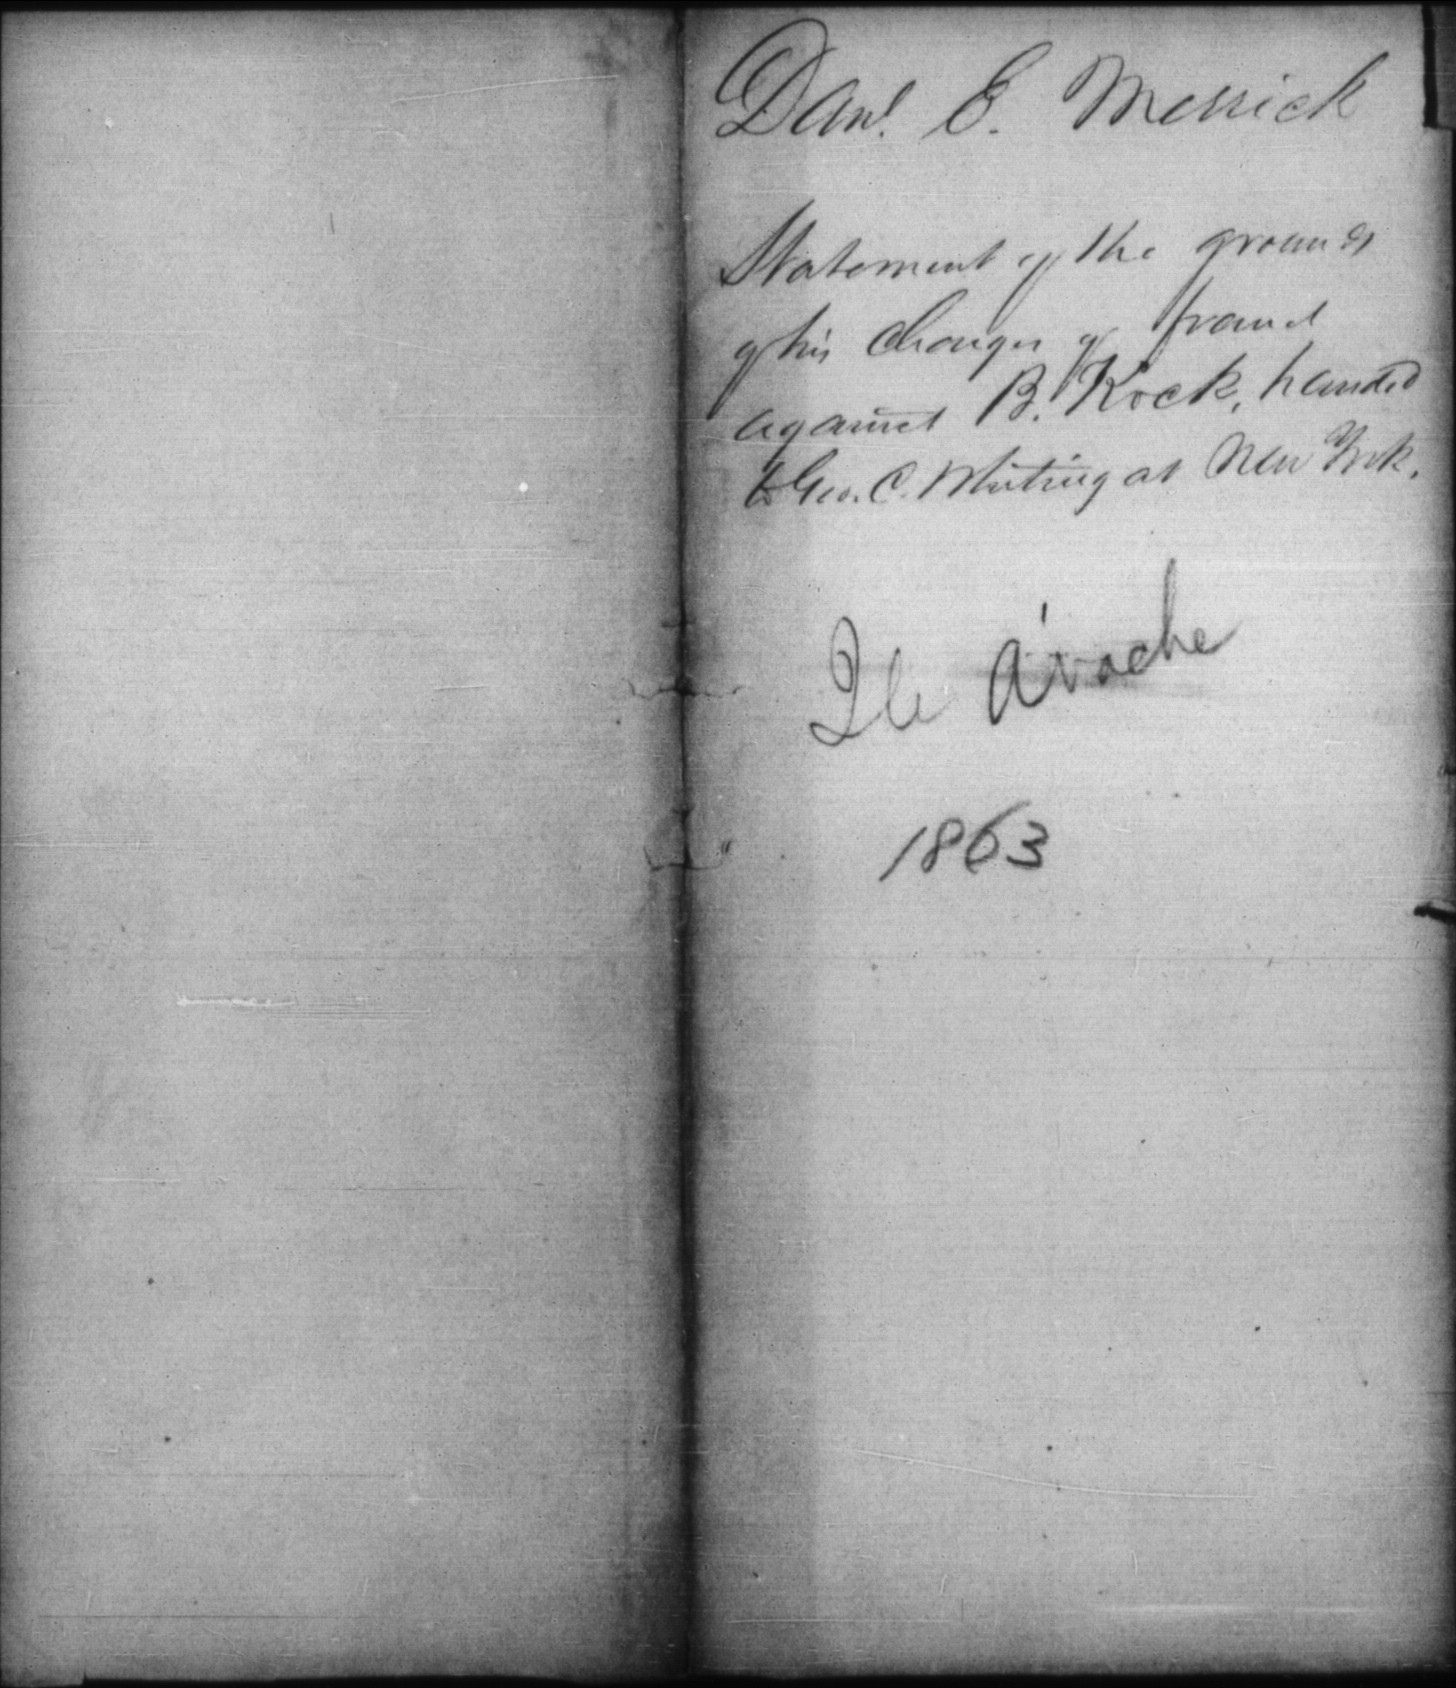 Danl. E. Messick
Statement of the grounds
of his charges of fraud
against B. Kock, handed
to Geo. C. Whiting at New York.
Ile A'vache
1863